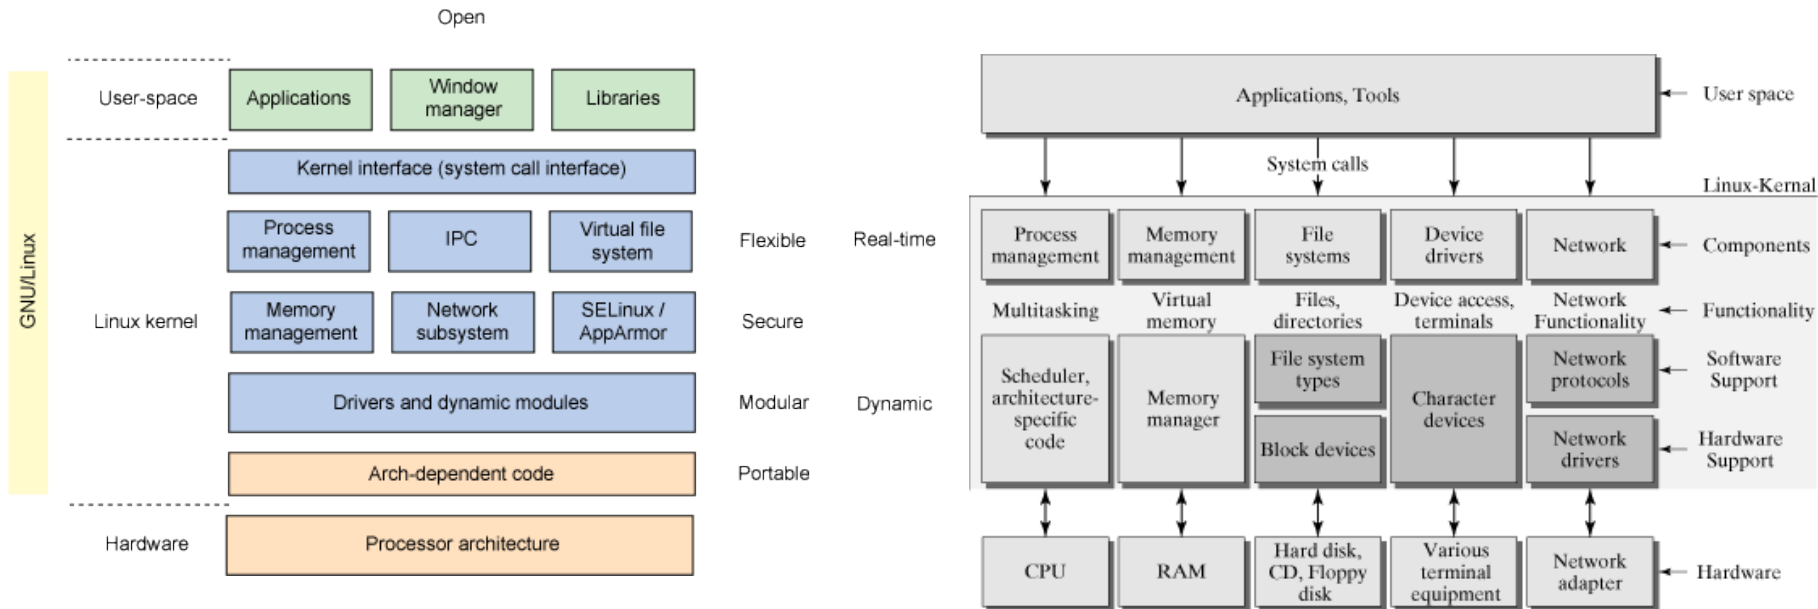 Open
GNU/Linux
User-space
Applications
Window
manager
Libraries
Kernel interface (system call interface)
Linux kernel
Process
management
IPC
Virtual file
system
Flexible
Real-time
Memory
management
Network
subsystem
SELinux /
AppArmor
Secure
Drivers and dynamic modules
Modular
Dynamic
Arch-dependent code
Portable
Hardware
Processor architecture
Applications, Tools
User space
System calls
Linux-Kernel
Process
management
Memory
management
File
systems
Device
drivers
Network
Components
Multitasking
Virtual
memory
Files,
directories
Device access,
terminals
Network
Functionality
Functionality
Scheduler,
architecture-
specific
code
Memory
manager
File system
types
Block devices
Character
devices
Network
protocols
Network
drivers
Software
Support
Hardware
Support
CPU
RAM
Hard disk,
CD, Floppy
disk
Various
terminal
equipment
Network
adapter
Hardware